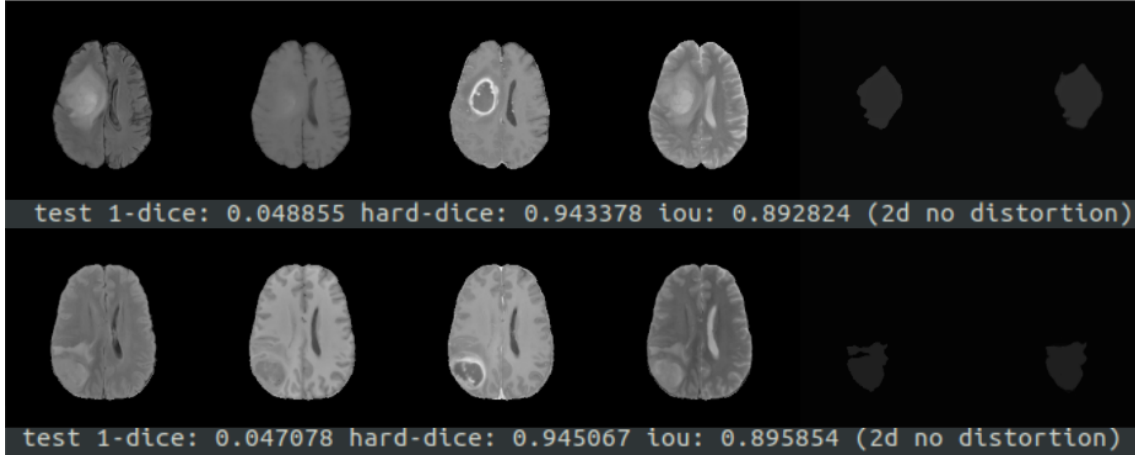 test 1-dice: 0.048855 hard-dice: 0.943378 iou: 0.892824 (2d no distortion)
test 1-dice: 0.047078 hard-dice: 0.945067 iou: 0.895854 (2d no distortion)